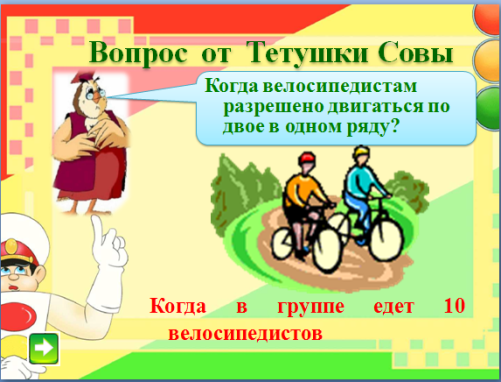 Вопрос от Тетушки Совы
Когда велосипедистам
разрешено двигаться по
двое в одном ряду?
Когда в группе едет 10
велосипедистов